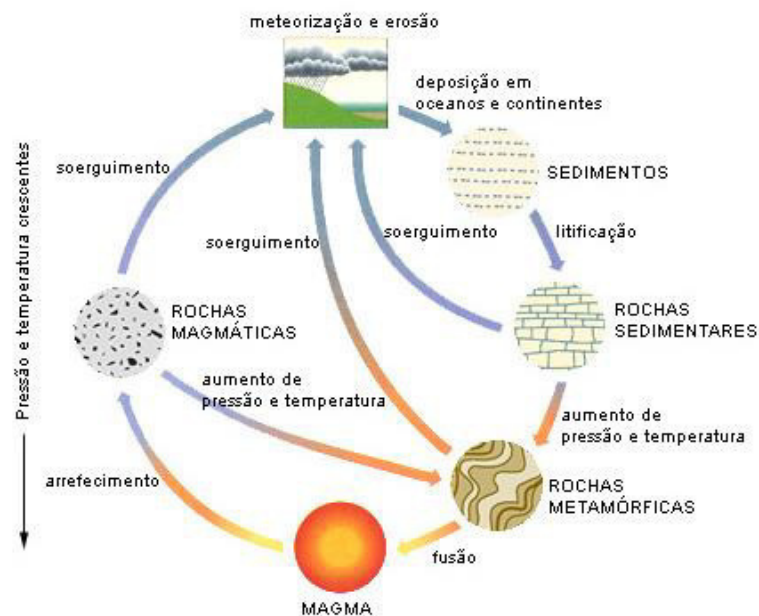 meteorização e erosão
deposição em
oceanos e continentes
SEDIMENTOS
soerguimento
soerguimento
soerguimento
litificação
Pressão e temperatura crescentes
ROCHAS
MAGMÁTICAS
ROCHAS
SEDIMENTARES
aumento de
pressão e temperatura
aumento de
pressão e temperatura
arrefecimento
ROCHAS
METAMÓRFICAS
fusão
MAGMA